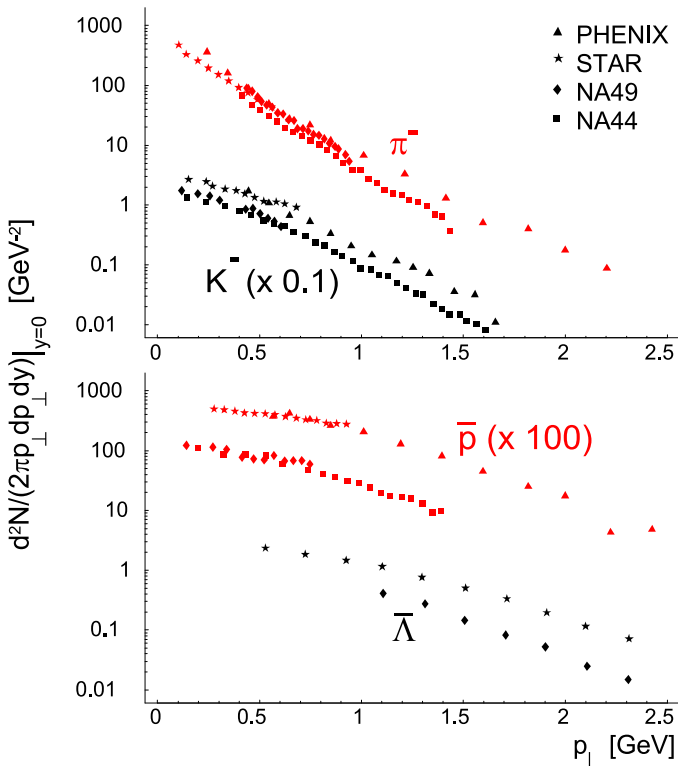 PHENIX
STAR
NA49
NA44
1000
100
10
1
0.1
0.01
π⁻
K⁻ (x 0.1)
0 0.5 1 1.5 2 2.5
d²N/(2πp⊥ dp⊥ dy)|y=0 [GeV⁻²]
1000
100
10
1
0.1
0.01
p̅ (x 100)
Λ̅
0 0.5 1 1.5 2 2.5
p⊥ [GeV]